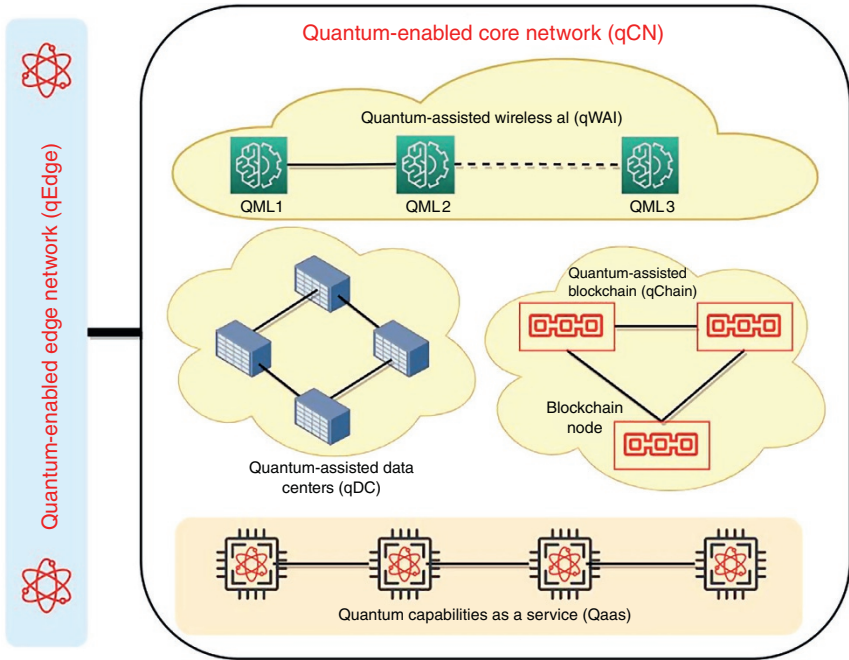 Quantum-enabled edge network (qEdge)
Quantum-enabled core network (qCN)
Quantum-assisted wireless al (qWAI)
QML1
QML2
QML3
Quantum-assisted data
centers (qDC)
Quantum-assisted
blockchain (qChain)
Blockchain
node
Quantum capabilities as a service (Qaas)